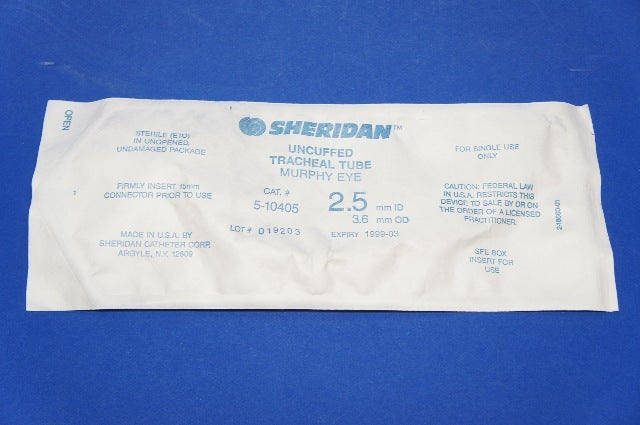 OPEN
STERILE (ETO)
IN UNOPENED,
UNDAMAGED PACKAGE
FIRMLY INSERT 15mm
CONNECTOR PRIOR TO USE
MADE IN U.S.A. BY
SHERIDAN CATHETER CORP.
ARGYLE, N.Y. 12809
SHERIDAN™
UNCUFFED
TRACHEAL TUBE
MURPHY EYE
CAT. #
5-10405
2.5 mm ID
3.6 mm OD
LOT # 019203
EXPIRY 1999-03
FOR SINGLE USE
ONLY
CAUTION: FEDERAL LAW
IN U.S.A. RESTRICTS THIS
DEVICE TO SALE BY OR ON
THE ORDER OF A LICENSED
PRACTITIONER.
SEE BOX
INSERT FOR
USE